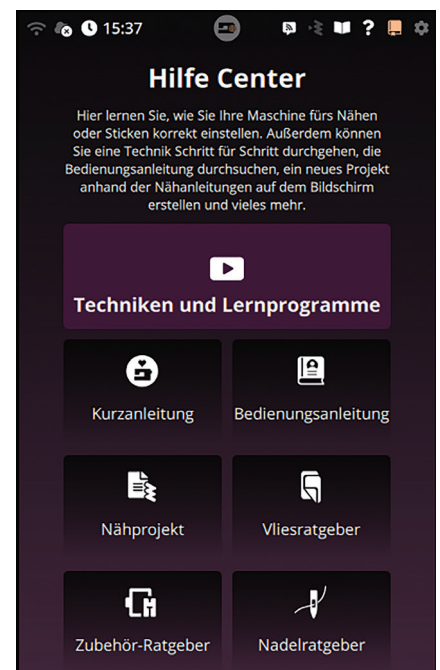 15:37
Hilfe Center
Hier lernen Sie, wie Sie Ihre Maschine fürs Nähen
oder Sticken korrekt einstellen. Außerdem können
Sie eine Technik Schritt für Schritt durchgehen, die
Bedienungsanleitung durchsuchen, ein neues Projekt
anhand der Nähanleitungen auf dem Bildschirm
erstellen und vieles mehr.
Techniken und Lernprogramme
Kurzanleitung
Bedienungsanleitung
Nähprojekt
Vliesratgeber
Zubehör-Ratgeber
Nadelratgeber